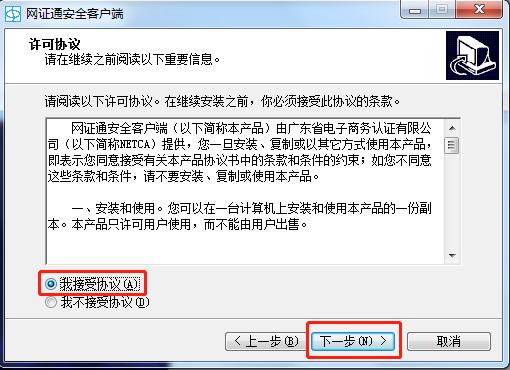 网证通安全客户端
许可协议
请在继续之前阅读以下重要信息。
请阅读以下许可协议。在继续安装之前，你必须接受此协议的条款。
网证通安全客户端（以下简称本产品）由广东省电子商务认证有限公
司（以下简称NETCA）提供，您一旦安装、复制或以其它方式使用本产品，
即表示您同意接受有关本产品协议书中的条款和条件的约束；如您不同意
这些条款和条件，请不要安装、复制或使用本产品。
一、安装和使用。您可以在一台计算机上安装和使用本产品的一份副
本。本产品只许可用户使用，而不能由用户出售。
我接受协议(A)
我不接受协议(D)
< 上一步(B)
下一步(N) >
取消